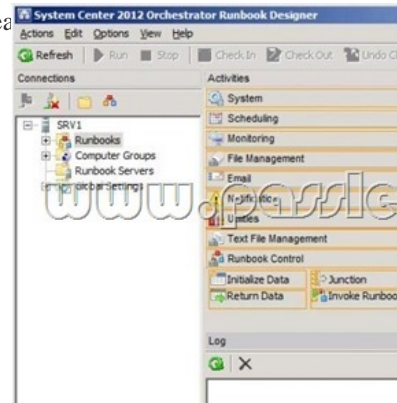 ea
System Center 2012 Orchestrator Runbook Designer
Actions Edit Options View Help
Refresh Run Stop Check In Check Out Undo C
Connections
Activities
SRV1
Runbooks
Computer Groups
Runbook Servers
Global Settings
System
Scheduling
Monitoring
File Management
Email
Notification
Utilities
Text File Management
Runbook Control
Initialize Data Junction
Return Data Invoke Runboo
Log
www.passle